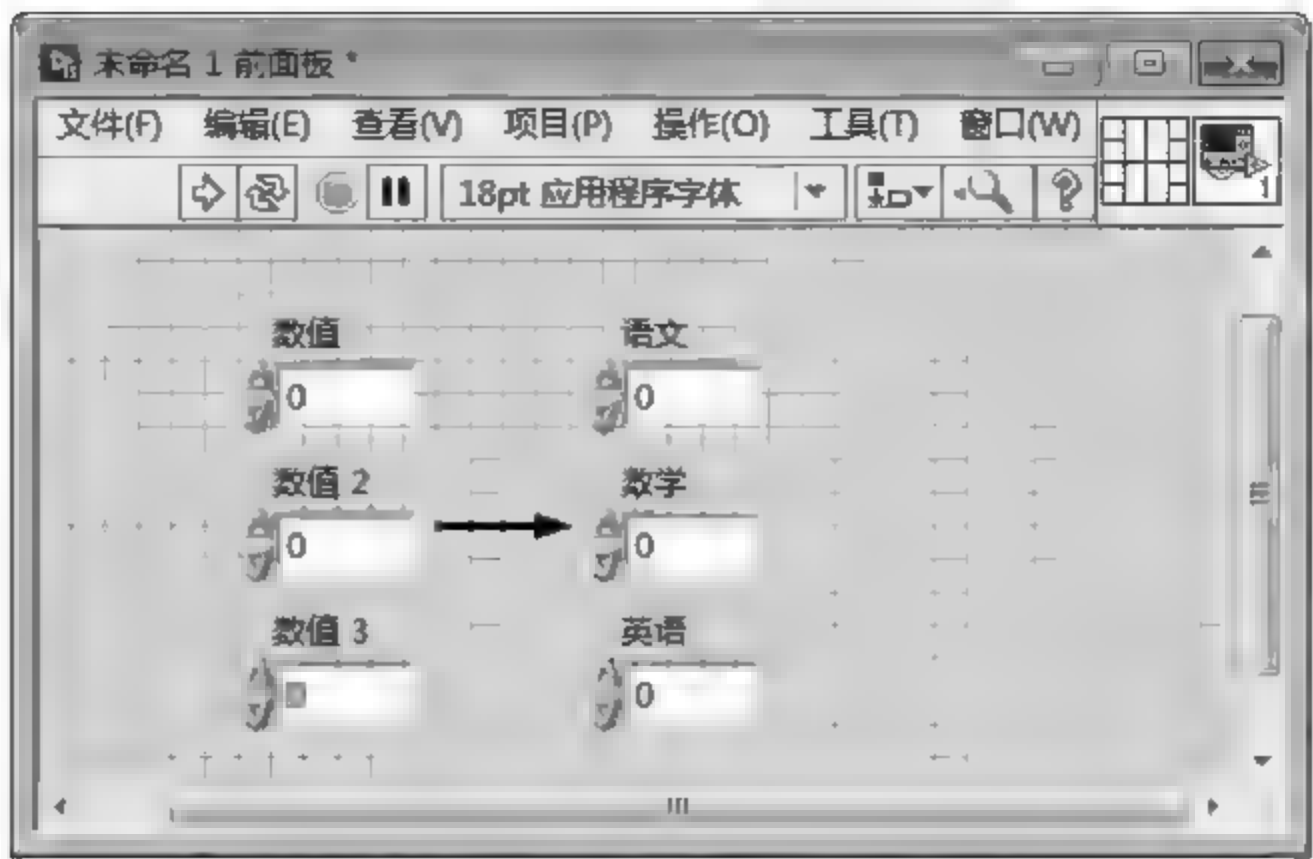 未命名 1 前面板 *
文件(F) 编辑(E) 查看(V) 项目(P) 操作(O) 工具(T) 窗口(W)
18pt 应用程序字体
1
数值 语文
0 0
数值 2 数学
0 0
数值 3 英语
0